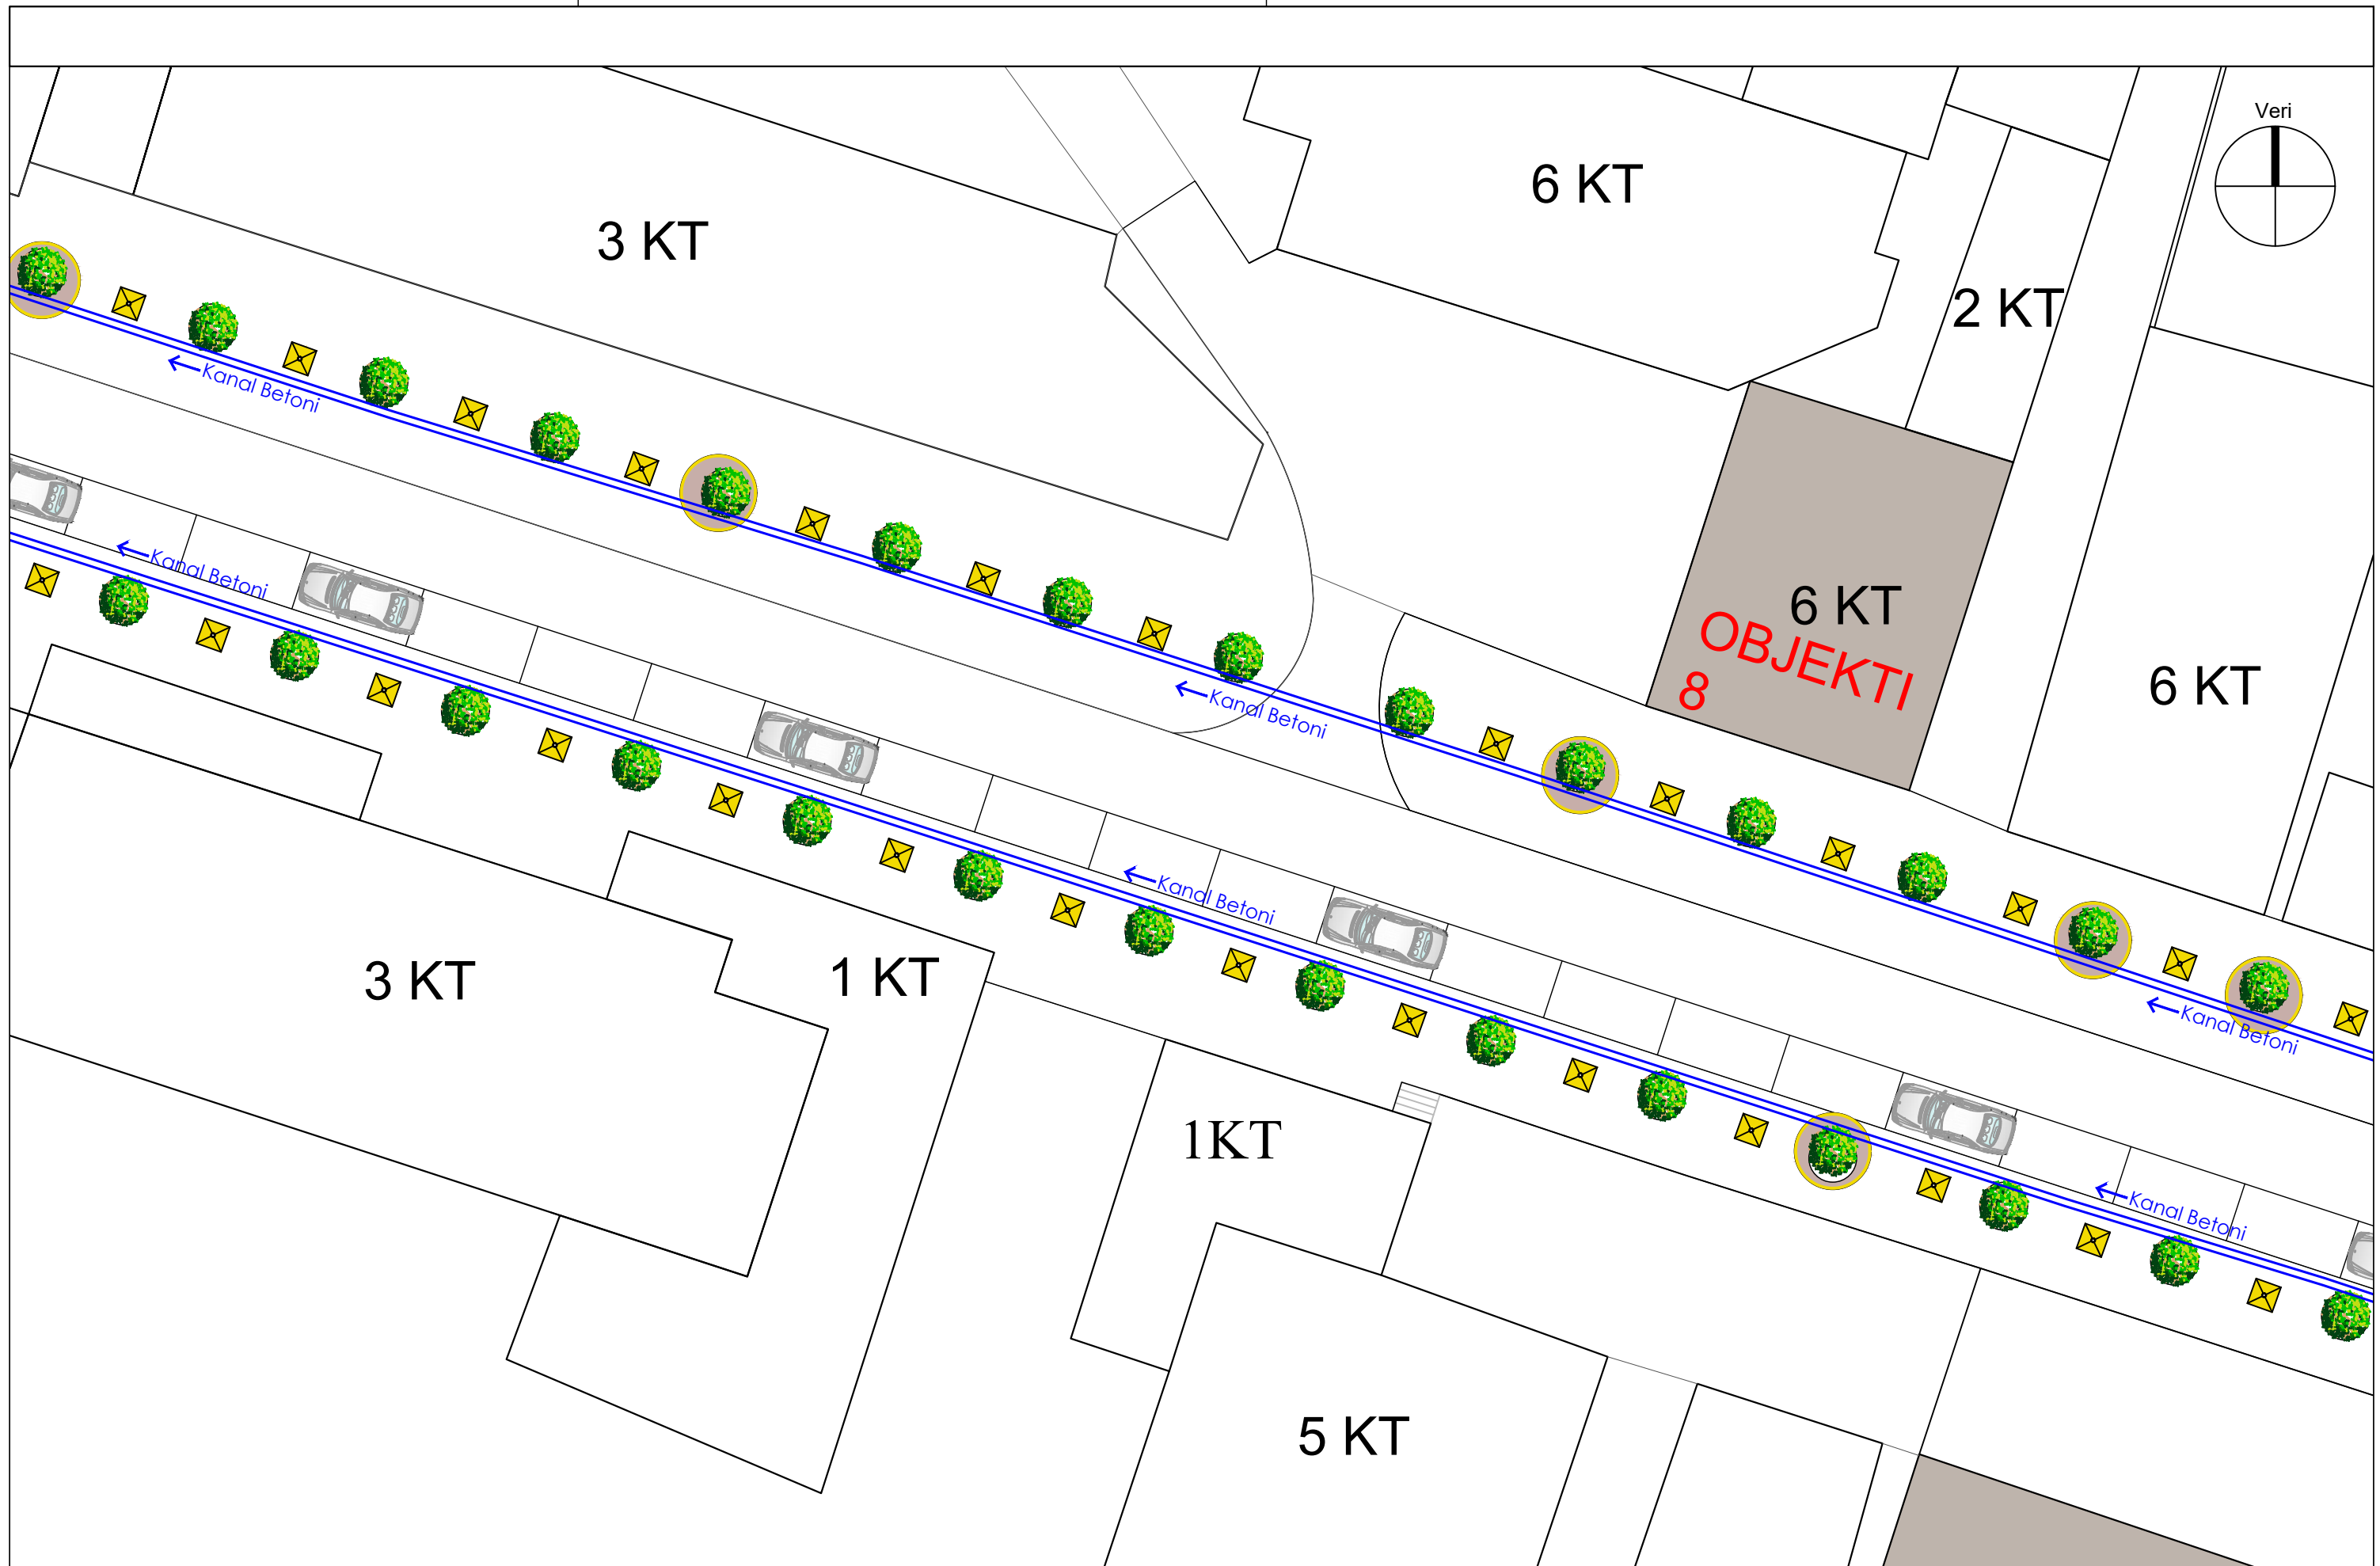 Veri
6 KT
3 KT
2 KT
Kanal Betoni
Kanal Betoni
6 KT
OBJEKTI
8
6 KT
Kanal Betoni
Kanal Betoni
3 KT
1 KT
Kanal Betoni
1KT
Kanal Betoni
5 KT